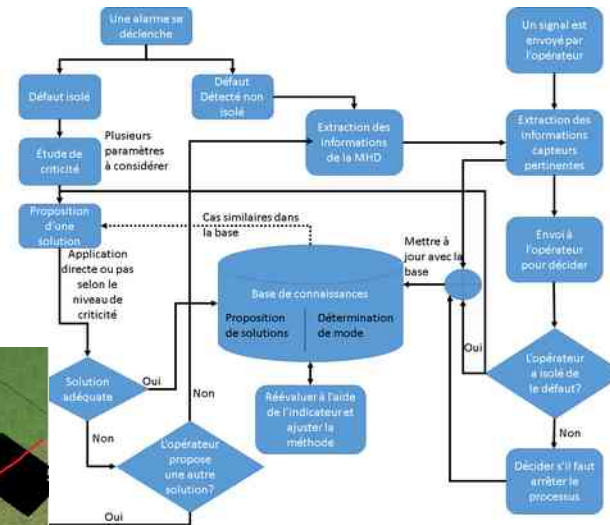 Une alarme se
déclenche
Un signal est
envoyé par
l'opérateur
Défaut isolé
Défaut
Détecté non
isolé
Plusieurs
paramètres
à considérer
Étude de
criticité
Extraction des
informations
de la MHD
Extraction des
informations
capteurs
pertinentes
Proposition
d'une
solution
Cas similaires dans
la base
Mettre à
jour avec la
base
Envoi à
l'opérateur
pour décider
Application
directe ou pas
selon le
niveau de
criticité
Base de connaissances
Proposition
de solutions
Détermination
de mode
Oui
L'opérateur
a isolé de
le défaut?
Solution
adéquate
Oui
Non
Réévaluer à l'aide
de l'indicateur et
ajuster la
méthode
Non
Non
L'opérateur
propose
une autre
solution?
Décider s'il faut
arrêter le
processus
Oui